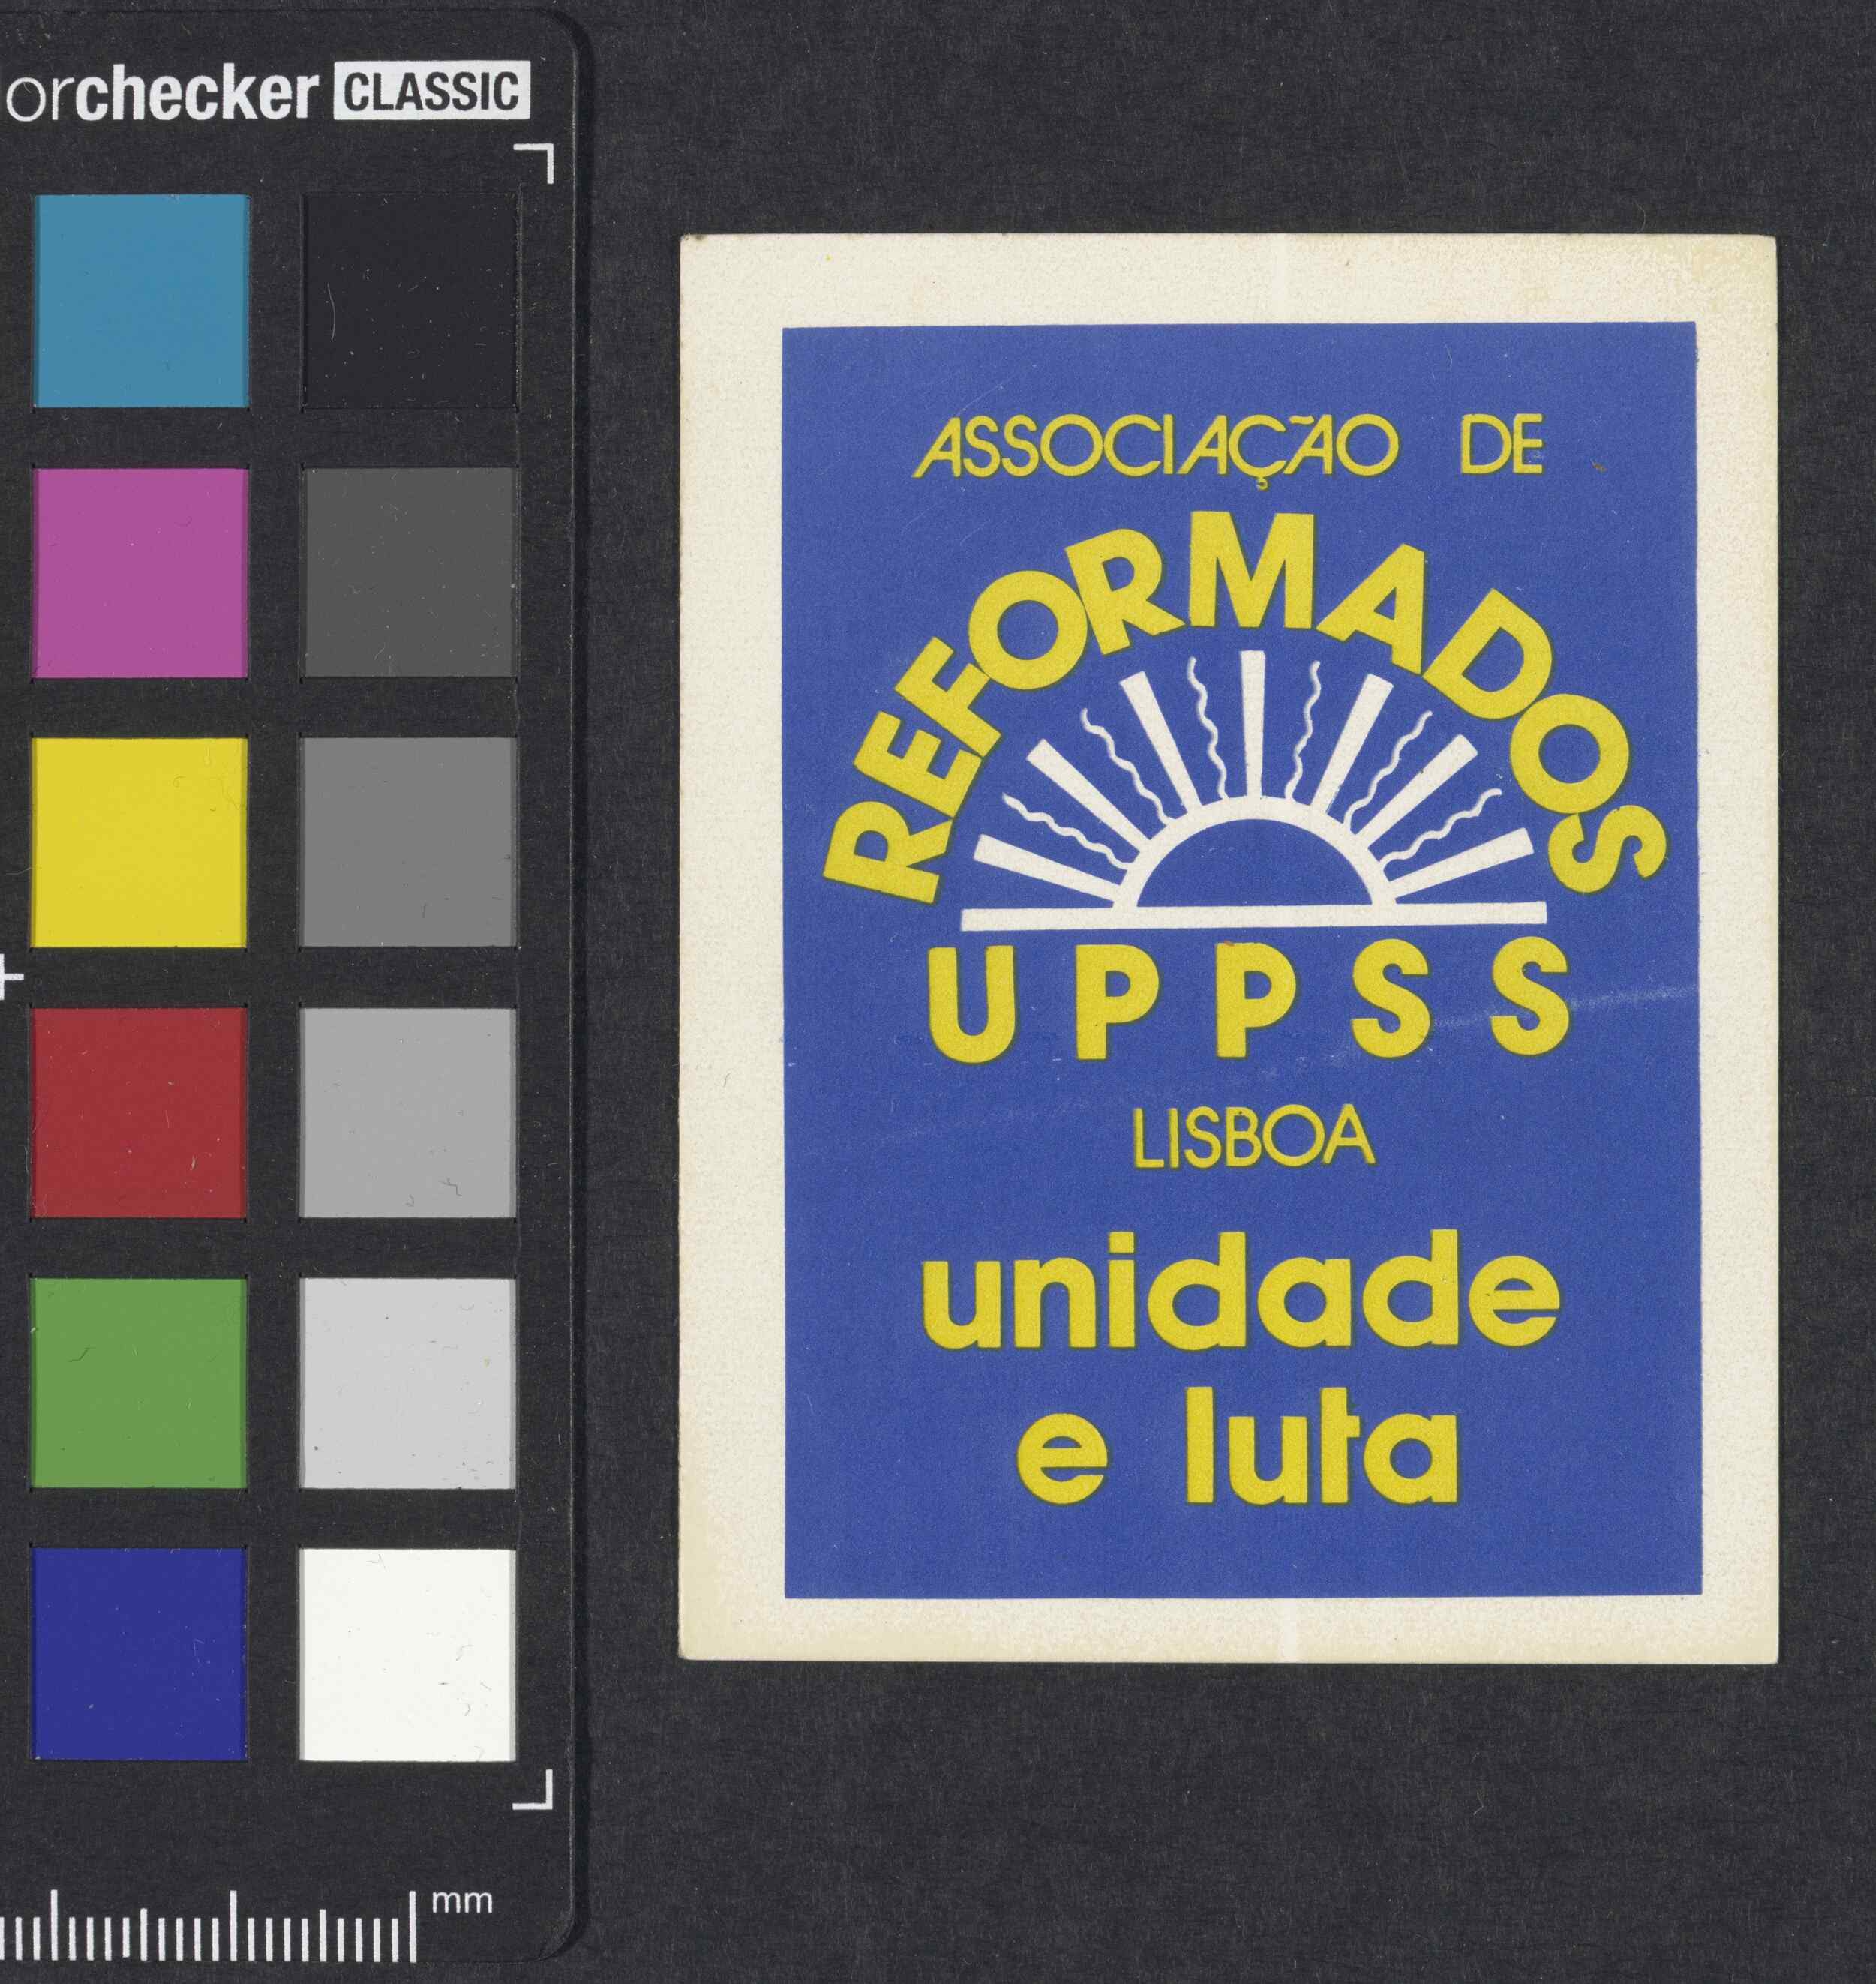 orchecker CLASSIC
ASSOCIAÇÃO DE
REFORMADOS
UPPSS
LISBOA
unidade
e luta
mm